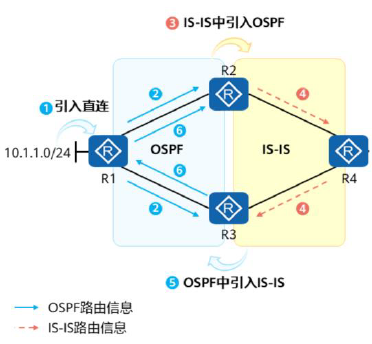 3 IS-IS中引入OSPF
R2
1 引入直连
2
4
6
10.1.1.0/24
R
OSPF
IS-IS
R
R1
6
R4
2
4
R
R
R3
5 OSPF中引入IS-IS
OSPF路由信息
IS-IS路由信息